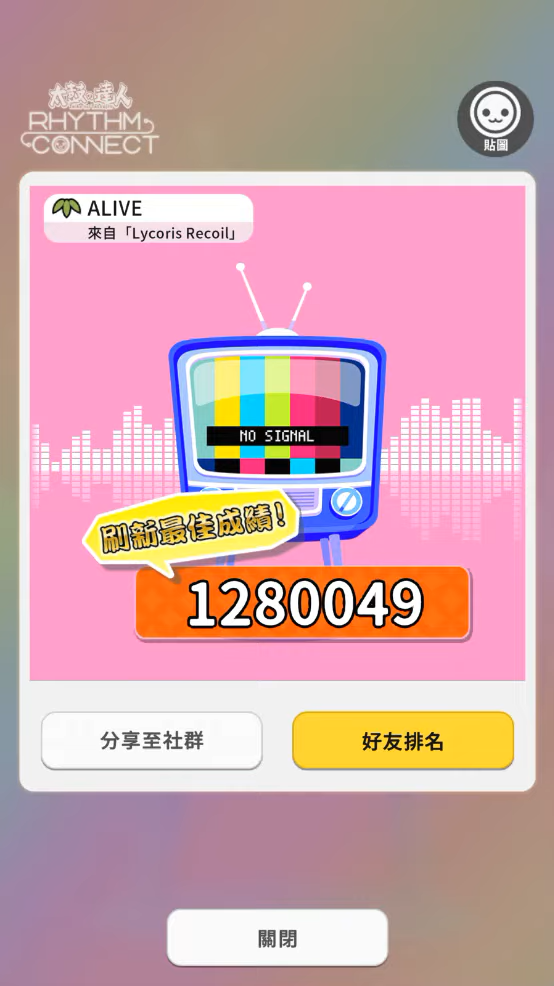 太鼓の達人
RHYTHM
CONNECT
貼圖
ALIVE
來自「Lycoris Recoil」
NO SIGNAL
刷新最佳成績！
1280049
分享至社群
好友排名
關閉